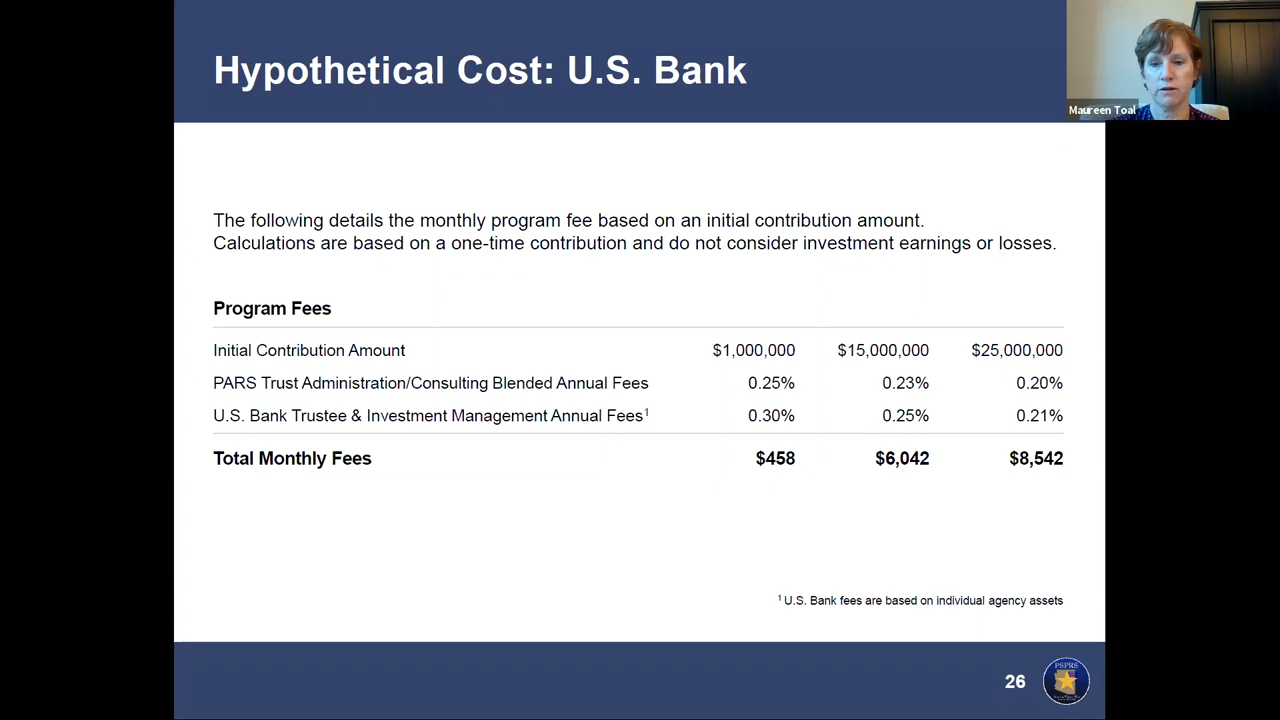 Hypothetical Cost: U.S. Bank
Maureen Toal
The following details the monthly program fee based on an initial contribution amount.
Calculations are based on a one-time contribution and do not consider investment earnings or losses.
Program Fees
Initial Contribution Amount $1,000,000 $15,000,000 $25,000,000
PARS Trust Administration/Consulting Blended Annual Fees 0.25% 0.23% 0.20%
U.S. Bank Trustee & Investment Management Annual Fees¹ 0.30% 0.25% 0.21%
Total Monthly Fees $458 $6,042 $8,542
¹ U.S. Bank fees are based on individual agency assets
26
PSPRS